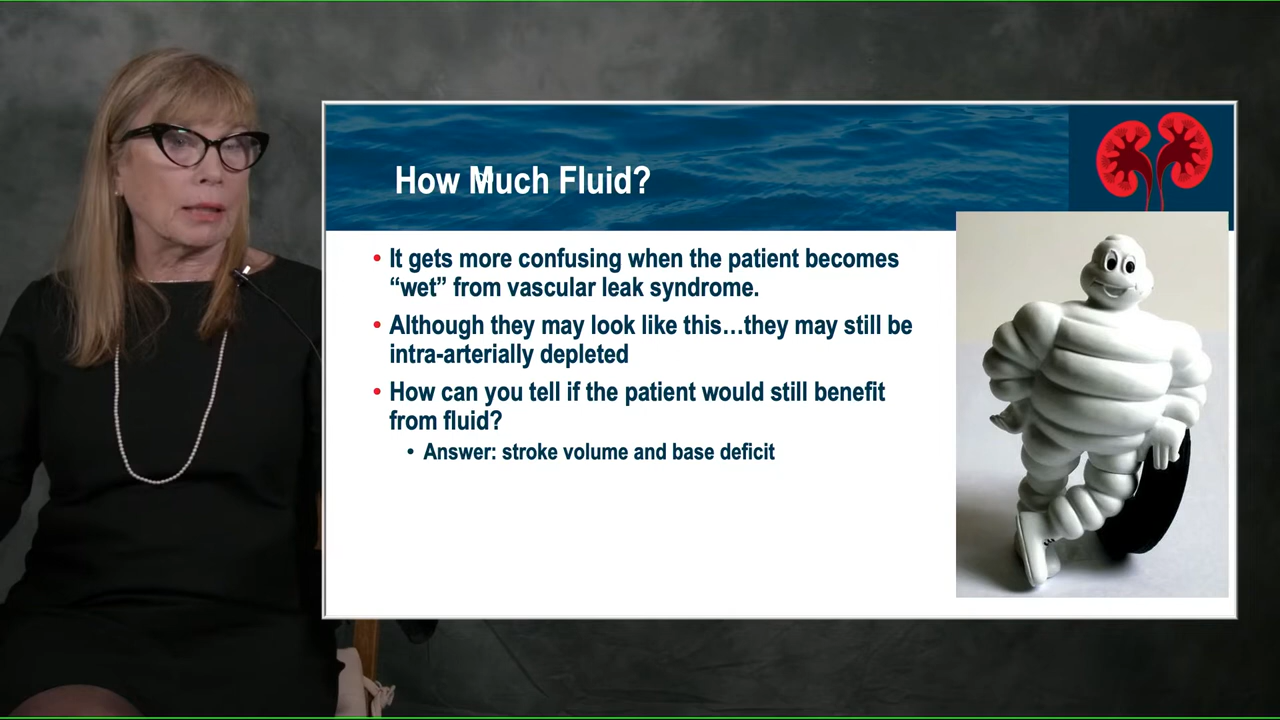 How Much Fluid?
• It gets more confusing when the patient becomes
“wet” from vascular leak syndrome.
• Although they may look like this…they may still be
intra-arterially depleted
• How can you tell if the patient would still benefit
from fluid?
• Answer: stroke volume and base deficit